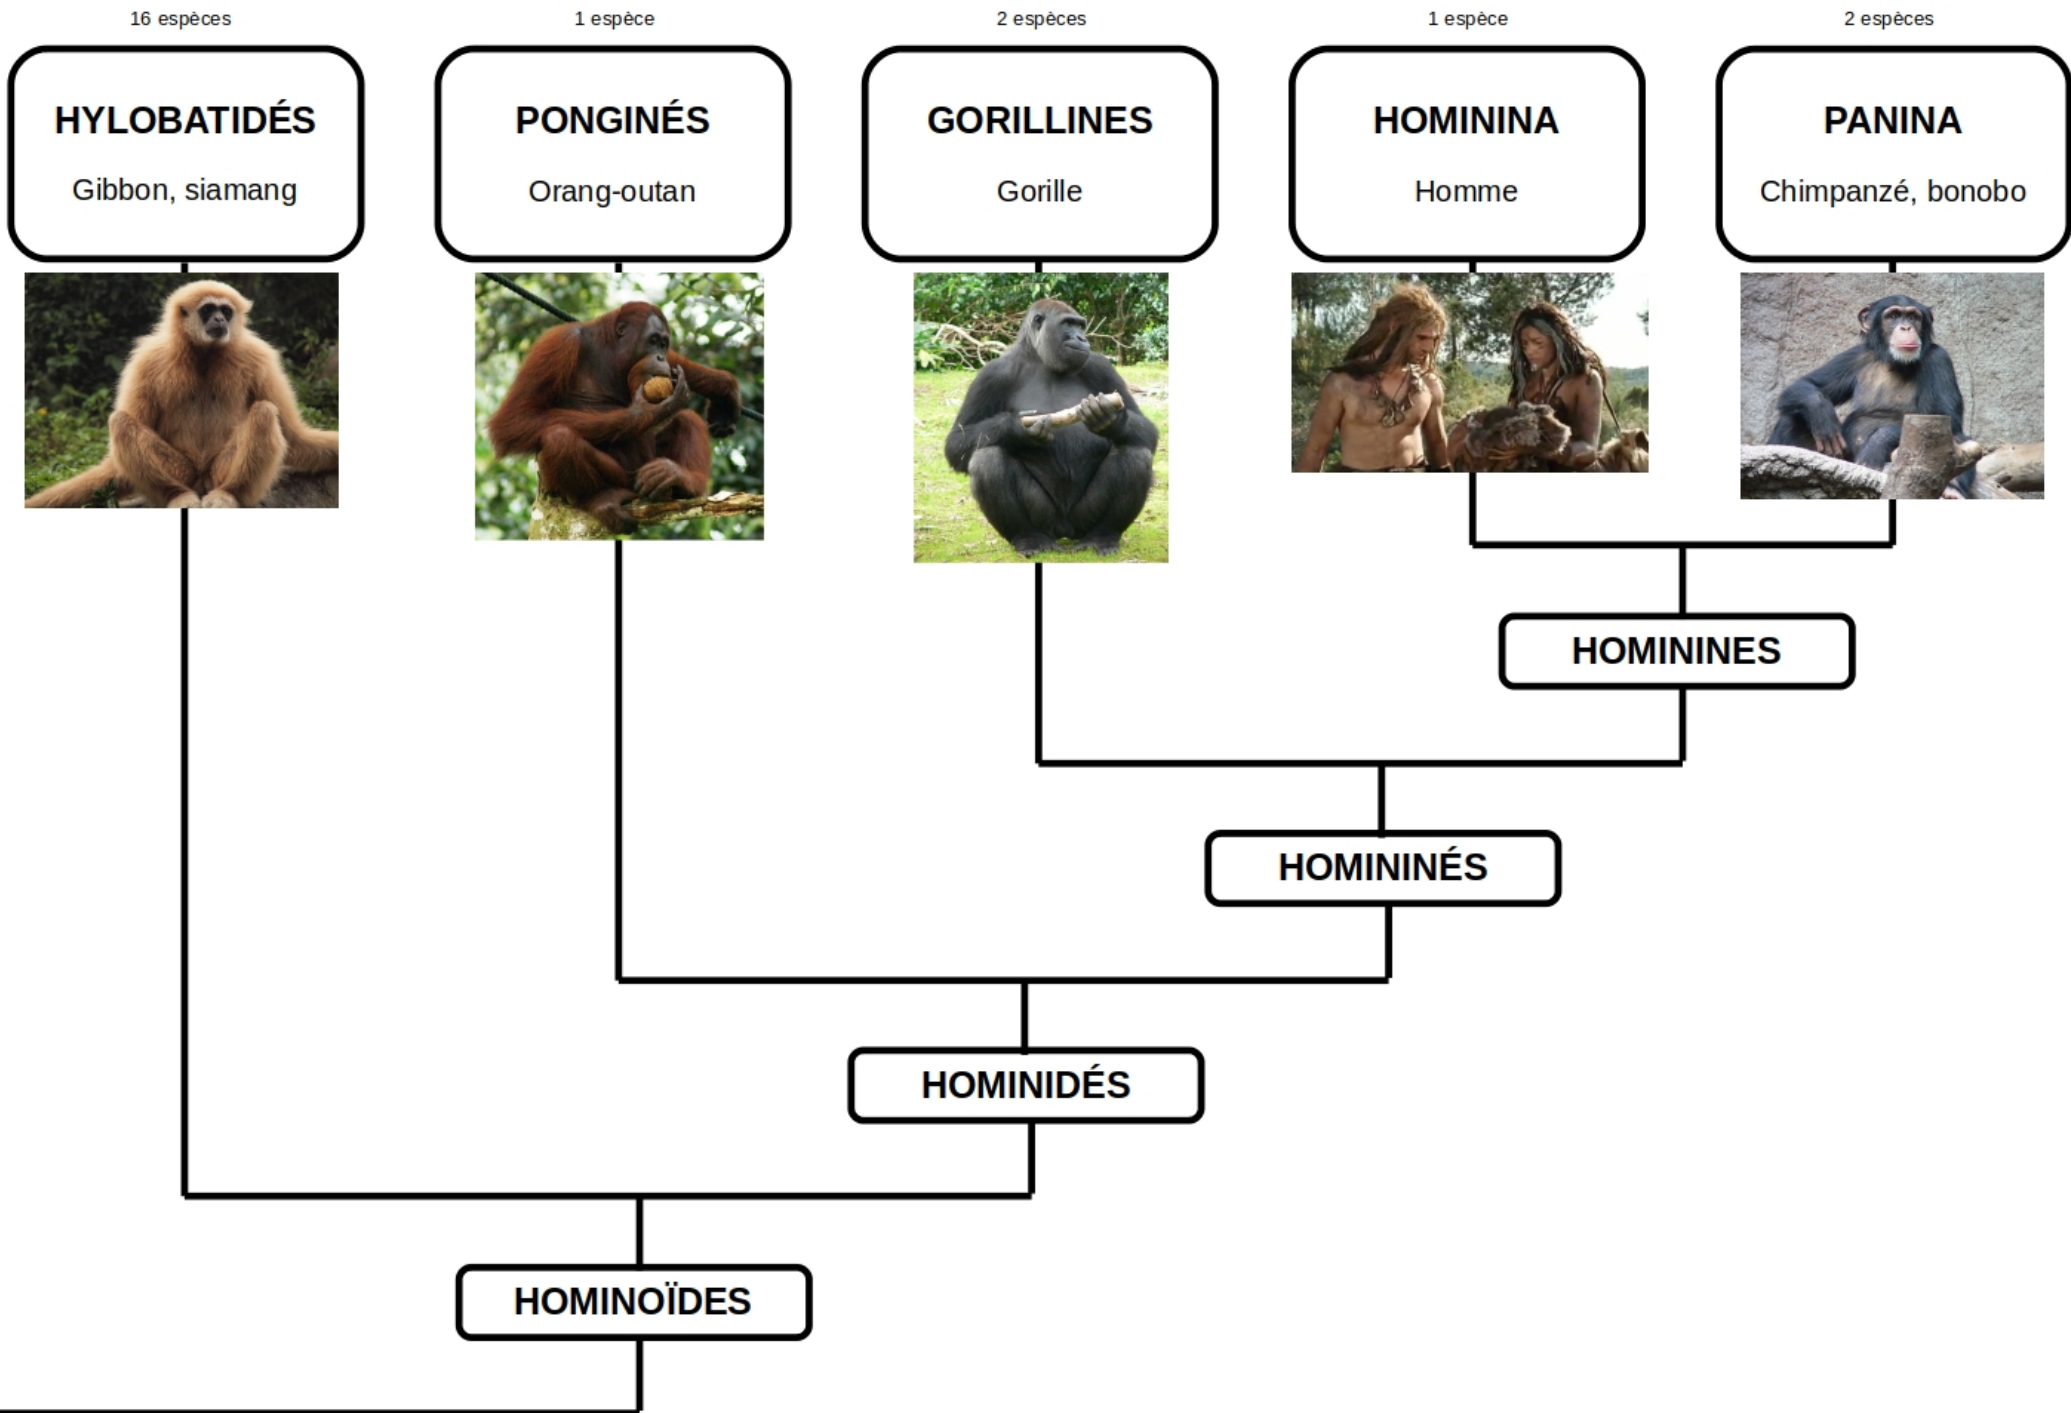 16 espèces
1 espèce
2 espèces
1 espèce
2 espèces
HYLOBATIDÉS
Gibbon, siamang
PONGINÉS
Orang-outan
GORILLINES
Gorille
HOMININA
Homme
PANINA
Chimpanzé, bonobo
HOMININES
HOMININÉS
HOMINIDÉS
HOMINOÏDES